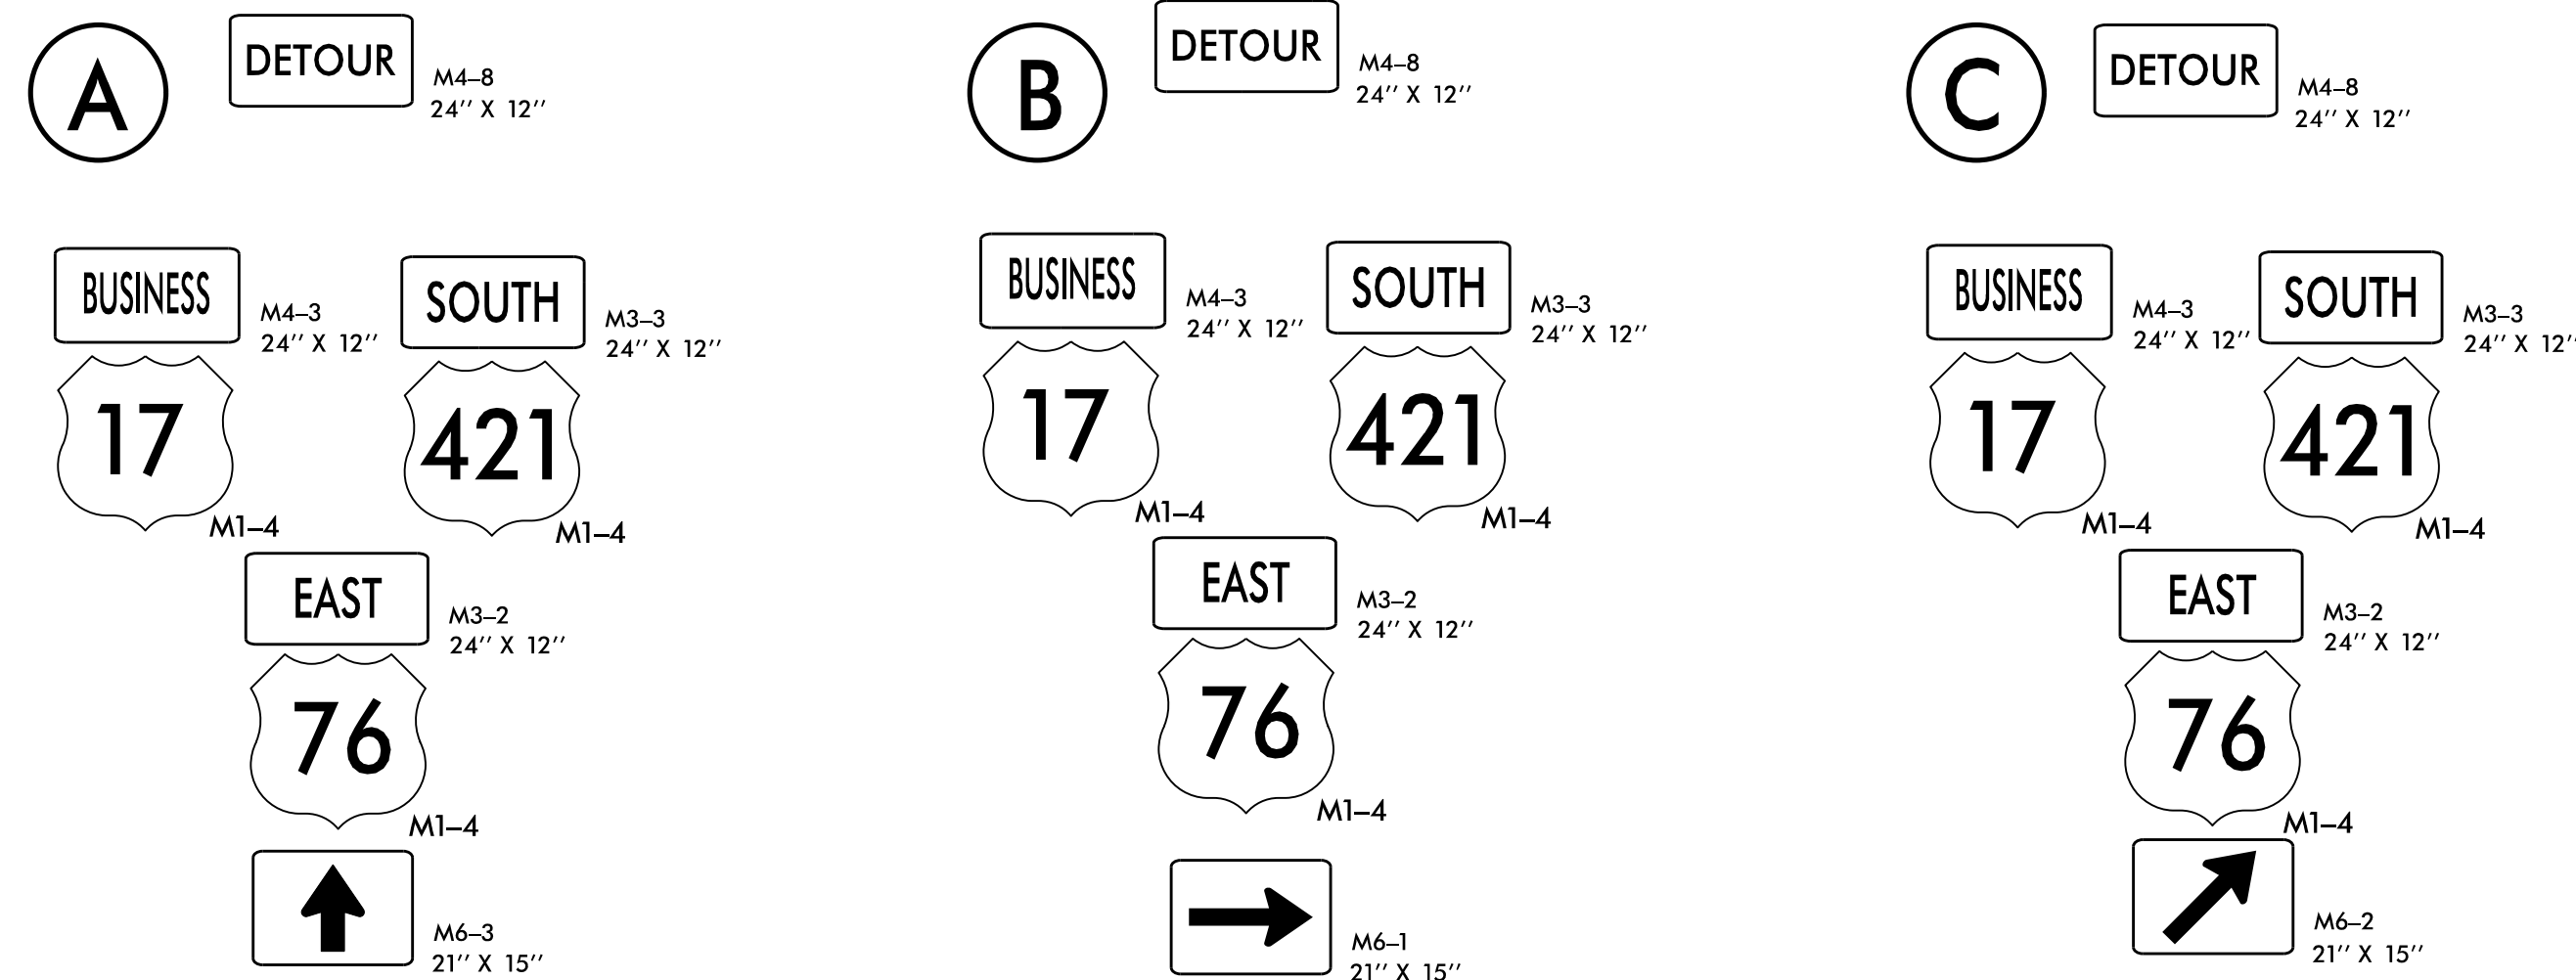 A
DETOUR
M4–8
24'' X 12''
BUSINESS
M4–3
24'' X 12''
SOUTH
M3–3
24'' X 12''
17
M1–4
421
M1–4
EAST
M3–2
24'' X 12''
76
M1–4
M6–3
21'' X 15''
B
DETOUR
M4–8
24'' X 12''
BUSINESS
M4–3
24'' X 12''
SOUTH
M3–3
24'' X 12''
17
M1–4
421
M1–4
EAST
M3–2
24'' X 12''
76
M1–4
M6–1
21'' X 15''
C
DETOUR
M4–8
24'' X 12''
BUSINESS
M4–3
24'' X 12''
SOUTH
M3–3
24'' X 12''
17
M1–4
421
M1–4
EAST
M3–2
24'' X 12''
76
M1–4
M6–2
21'' X 15''